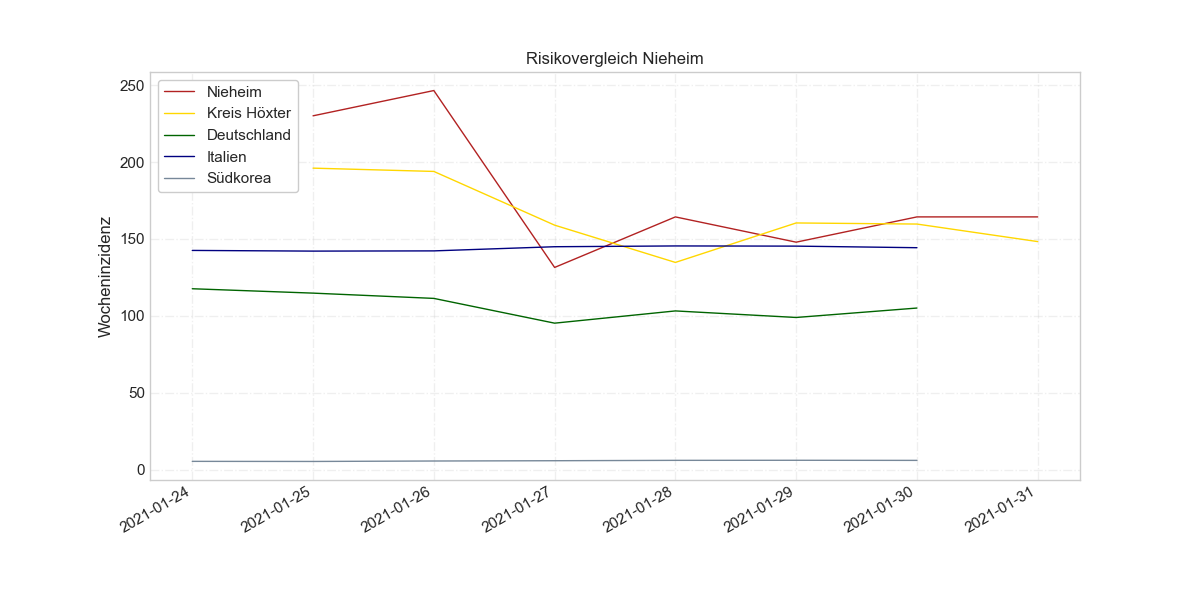 Risikovergleich Nieheim
Wocheninzidenz
250
200
150
100
50
0
Nieheim
Kreis Höxter
Deutschland
Italien
Südkorea
2021-01-24
2021-01-25
2021-01-26
2021-01-27
2021-01-28
2021-01-29
2021-01-30
2021-01-31